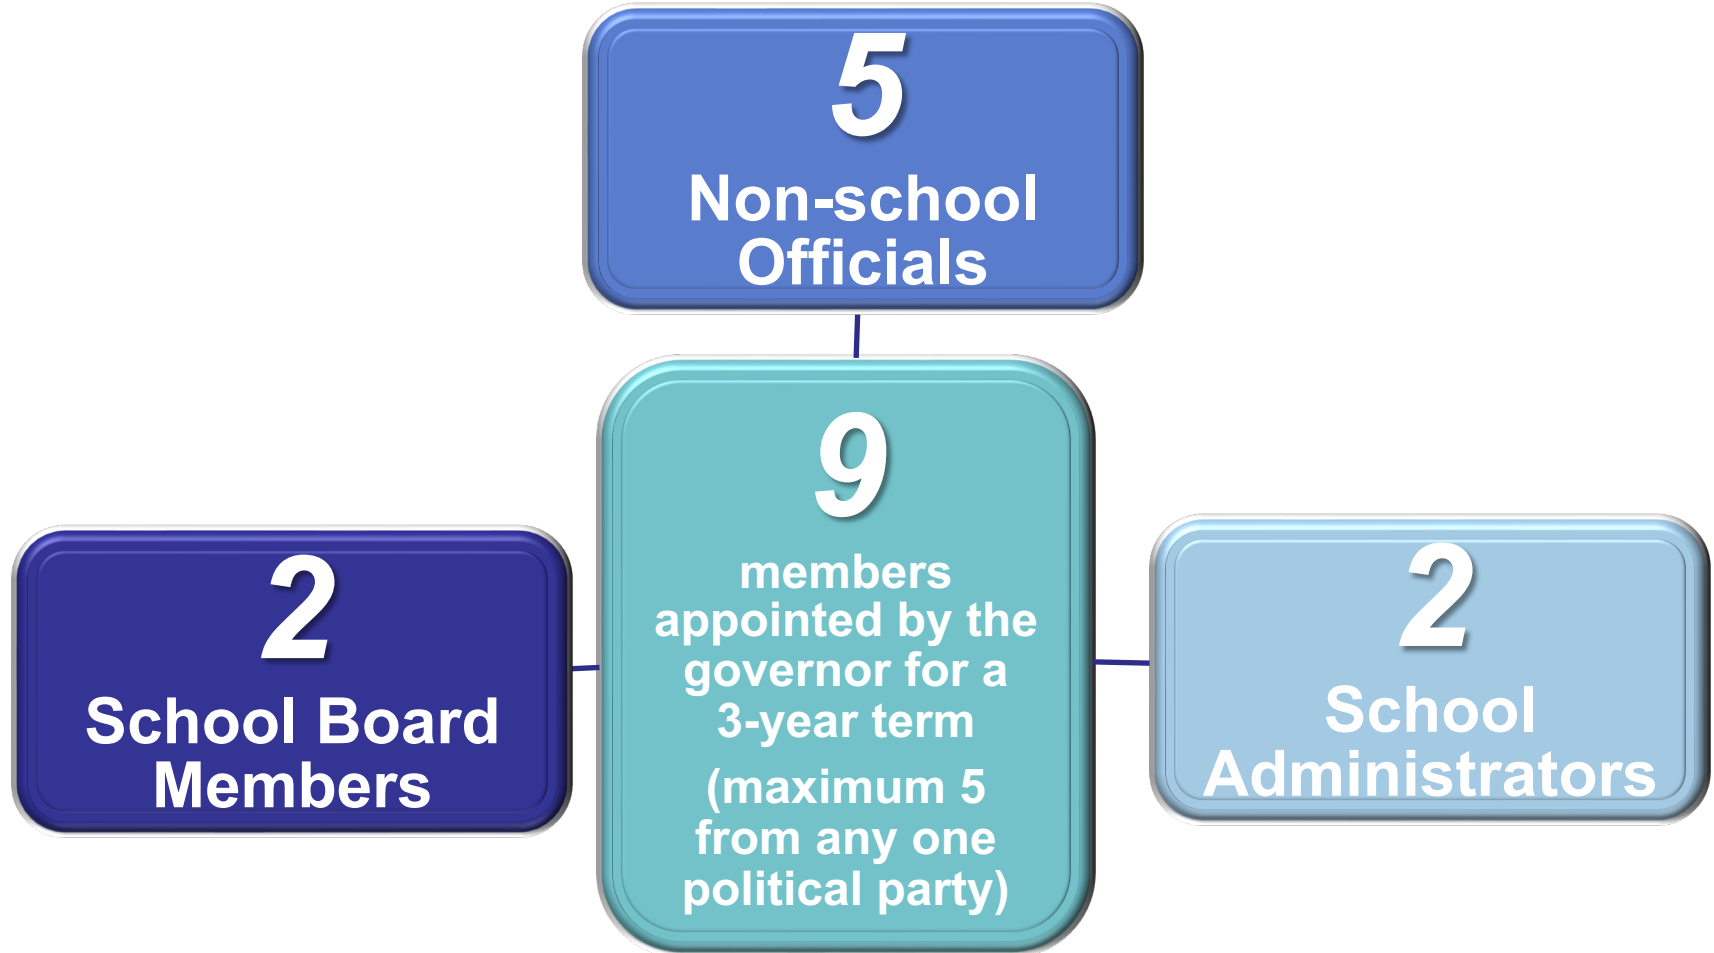 5
Non-school
Officials
9
members
appointed by the
governor for a
3-year term
(maximum 5
from any one
political party)
2
School Board
Members
2
School
Administrators